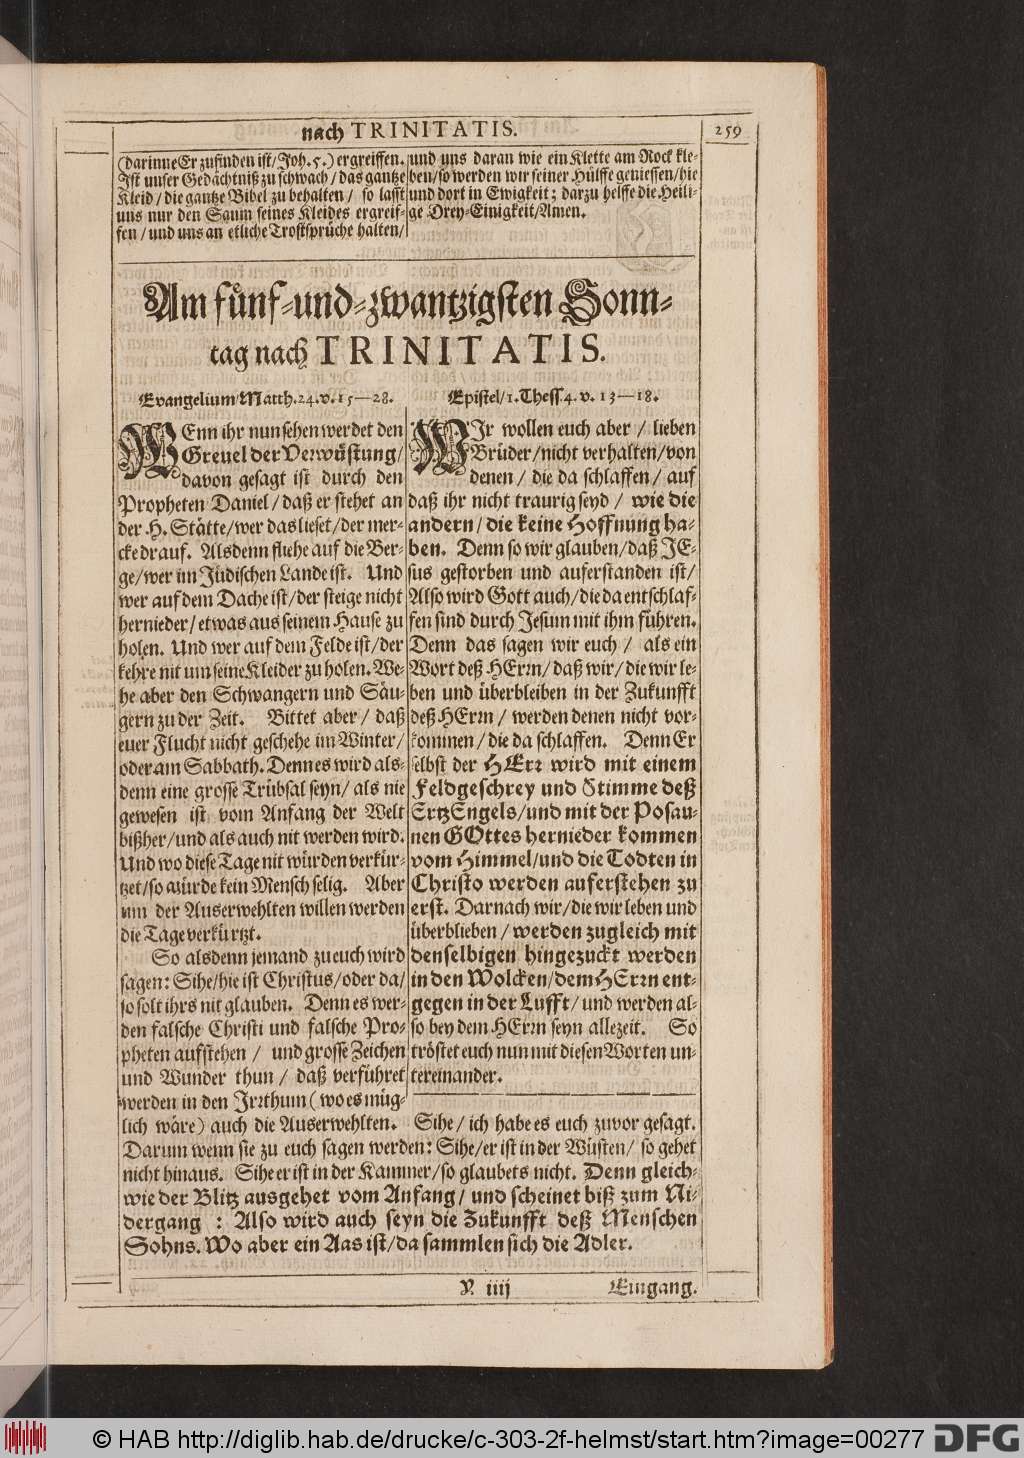 nach TRINITATIS.
259
(darinne Er zufinden ist/ Joh. 5.) ergreiffen.
Ist unser Gedächtniß zu schwach/ das gantze
Kleid/ die gantze Bibel zu behalten/ so lasst
uns nur den Saum seines Kleides ergreif-
fen/ und uns an etliche Trostsprüche halten/
und uns daran wie ein Klette am Rock kle-
ben/ so werden wir seiner Hülffe geniessen/ hie
und dort in Ewigkeit; darzu helffe die Heili-
ge Drey-Einigkeit/ Amen.
Am fünf-und-zwantzigsten Sonn-
tag nach TRINITATIS.
Evangelium/ Matth. 24. v. 15—28.
WEnn ihr nun sehen werdet den
Greuel der Verwüstung/
davon gesagt ist durch den
Propheten Daniel/ daß er stehet an
der H. Stätte/ wer das lieset/ der mer-
cke drauf. Alsdenn fliehe auf die Ber-
ge/ wer im Jüdischen Lande ist. Und
wer auf dem Dache ist/ der steige nicht
hernieder/ etwas aus seinem Hause zu
holen. Und wer auf dem Felde ist/ der
kehre nit um seine Kleider zu holen. We-
he aber den Schwangern und Säu-
gern zu der Zeit. Bittet aber/ daß
euer Flucht nicht geschehe im Winter/
oder am Sabbath. Denn es wird als-
denn eine grosse Trübsal seyn/ als nie
gewesen ist vom Anfang der Welt
bißher/ und als auch nit werden wird.
Und wo diese Tage nit würden verkür-
tzet/ so würde kein Mensch selig. Aber
um der Auserwehlten willen werden
die Tage verkürtzt.
So alsdenn jemand zu euch wird
sagen: Sihe/ hie ist Christus/ oder da/
so solt ihrs nit glauben. Denn es wer-
den falsche Christi und falsche Pro-
pheten aufstehen/ und grosse Zeichen
und Wunder thun/ daß verführet
werden in den Irrthum (wo es müg-
Epistel/ 1. Thess. 4. v. 13—18.
WIr wollen euch aber/ lieben
Brüder/ nicht verhalten/ von
denen/ die da schlaffen/ auf
daß ihr nicht traurig seyd/ wie die
andern/ die keine Hoffnung ha-
ben. Denn so wir glauben/ daß JE-
sus gestorben und auferstanden ist/
Also wird Gott auch/ die da entschlaf-
fen sind durch Jesum mit ihm führen.
Denn das sagen wir euch/ als ein
Wort deß HErrn/ daß wir/ die wir le-
ben und überbleiben in der Zukunfft
deß HErrn/ werden denen nicht vor-
kommen/ die da schlaffen. Denn Er
selbst der HErr wird mit einem
Feldgeschrey und Stimme deß
ErtzEngels/ und mit der Posau-
nen GOttes hernieder kommen
vom Himmel/ und die Todten in
Christo werden auferstehen zu
erst. Darnach wir/ die wir leben und
überblieben/ werden zugleich mit
denselbigen hingezuckt werden
in den Wolcken/ dem HErrn ent-
gegen in der Lufft/ und werden al-
so bey dem HErrn seyn allezeit. So
tröstet euch nun mit diesen Worten un-
tereinander.
lich wäre) auch die Auserwehlten. Sihe/ ich habe es euch zuvor gesagt.
Darum wenn sie zu euch sagen werden: Sihe/ er ist in der Wüsten/ so gehet
nicht hinaus. Sihe er ist in der Kammer/ so glaubets nicht. Denn gleich-
wie der Blitz ausgehet vom Anfang/ und scheinet biß zum Ni-
dergang: Also wird auch seyn die Zukunfft deß Menschen
Sohns. Wo aber ein Aas ist/ da sammlen sich die Adler.
Y iiij
Eingang.
© HAB http://diglib.hab.de/drucke/c-303-2f-helmst/start.htm?image=00277
DFG